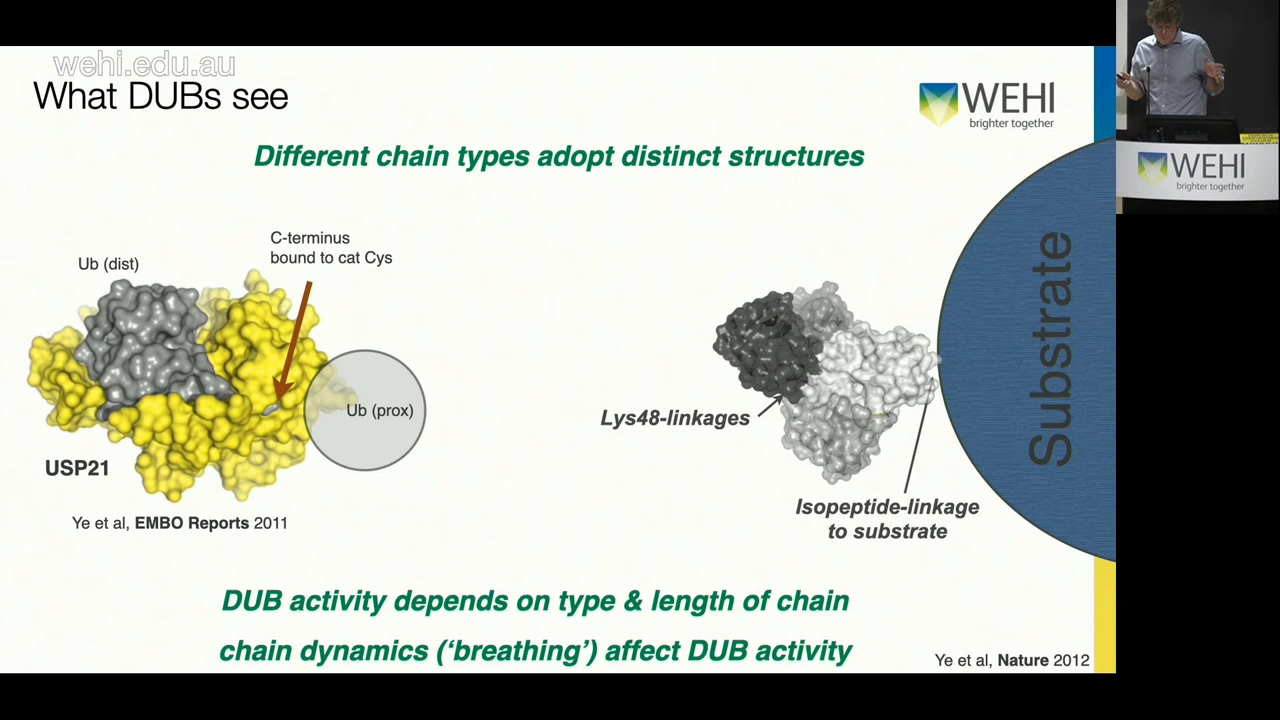 wehi.edu.au
What DUBs see
WEHI
brighter together
Different chain types adopt distinct structures
WEHI
brighter together
C-terminus
bound to cat Cys
Ub (dist)
Substrate
Ub (prox)
Lys48-linkages
USP21
Isopeptide-linkage
to substrate
Ye et al, EMBO Reports 2011
DUB activity depends on type & length of chain
chain dynamics (‘breathing’) affect DUB activity
Ye et al, Nature 2012